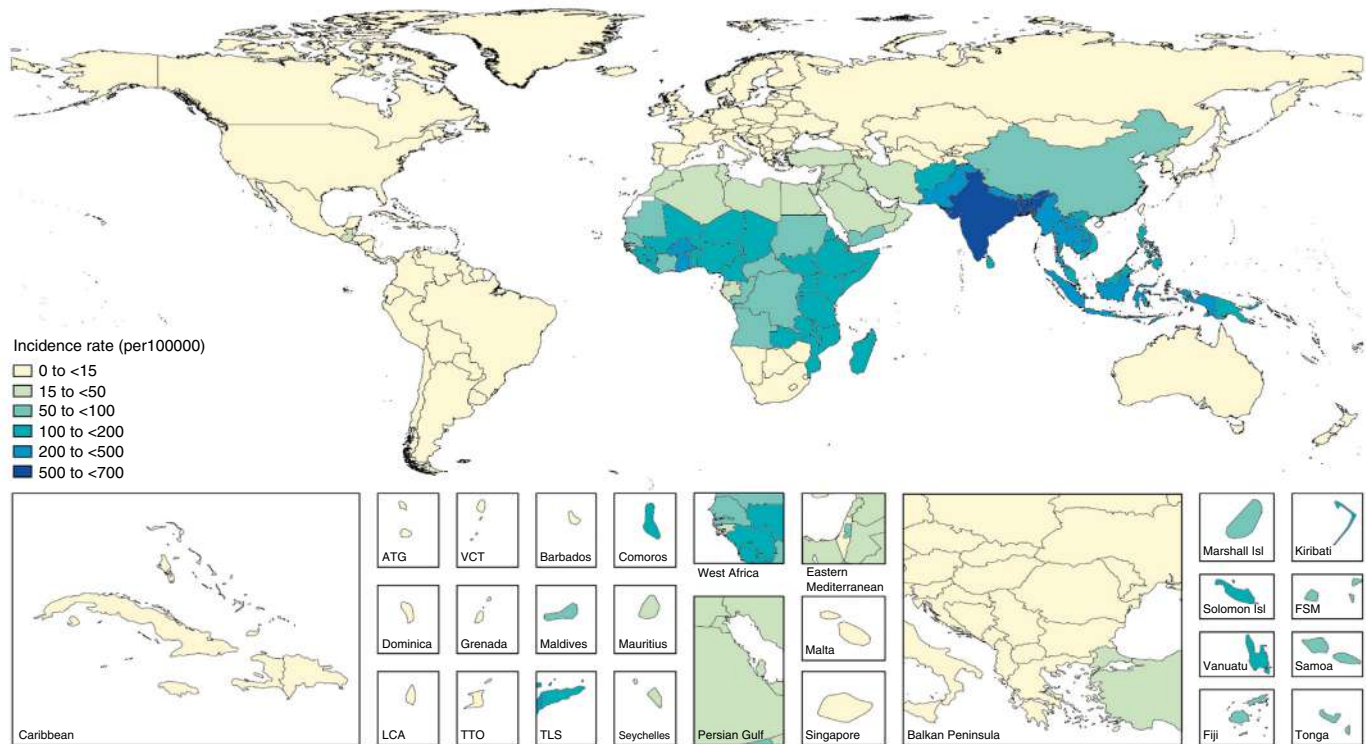 Incidence rate (per100000)
0 to <15
15 to <50
50 to <100
100 to <200
200 to <500
500 to <700
Caribbean
ATG
VCT
Barbados
Comoros
Dominica
Grenada
Maldives
Mauritius
LCA
TTO
TLS
Seychelles
West Africa
Eastern
Mediterranean
Persian Gulf
Malta
Singapore
Balkan Peninsula
Marshall Isl
Kiribati
Solomon Isl
FSM
Vanuatu
Samoa
Fiji
Tonga